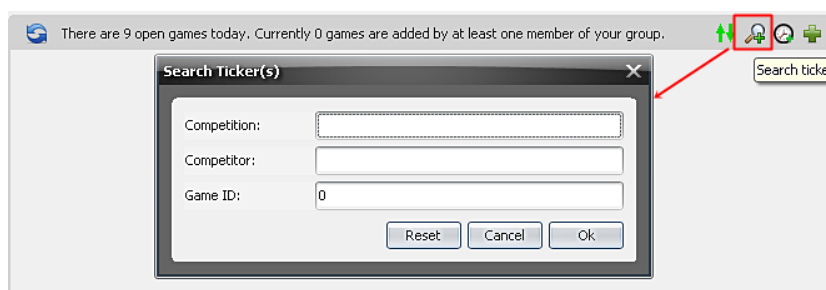 There are 9 open games today. Currently 0 games are added by at least one member of your group.
Search Ticker(s)
Search ticke
Competition:
Competitor:
Game ID: 0
Reset Cancel Ok